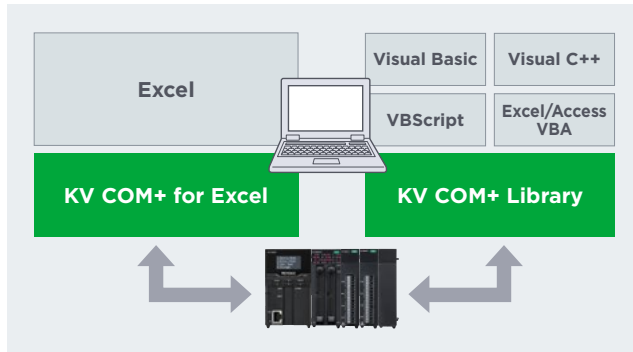 Excel
Visual Basic
Visual C++
VBScript
Excel/Access
VBA
KV COM+ for Excel
KV COM+ Library